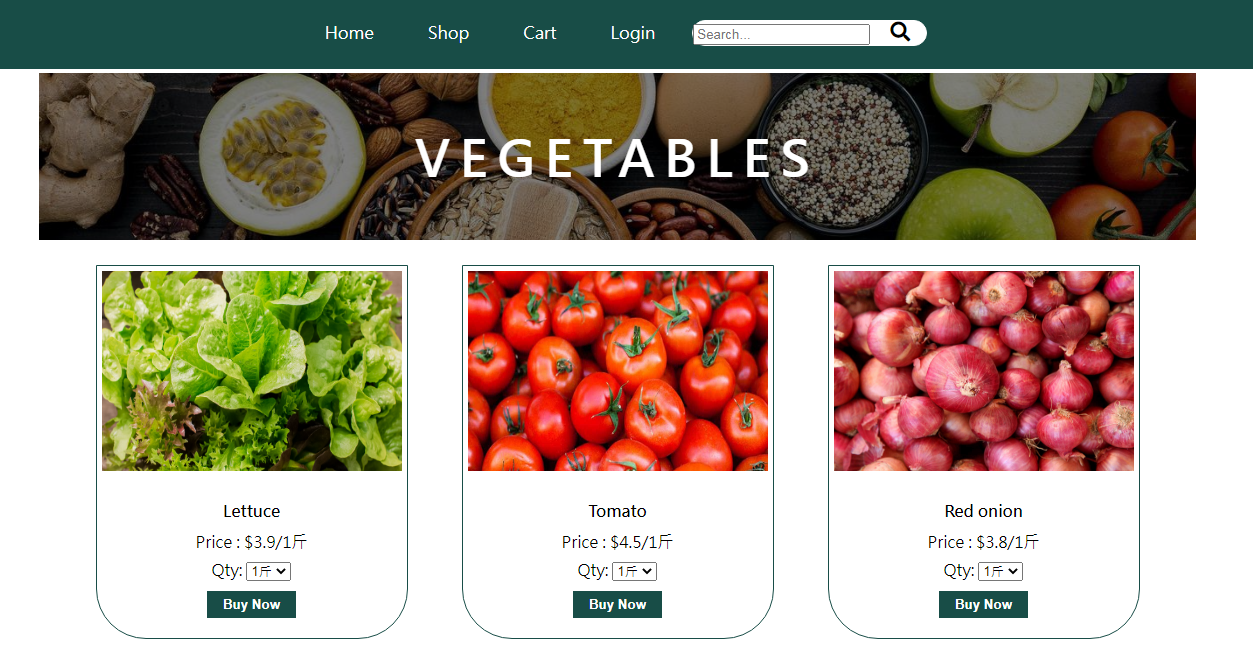 Home Shop Cart Login Search...
VEGETABLES
Lettuce
Price : $3.9/1斤
Qty: 1斤
Buy Now
Tomato
Price : $4.5/1斤
Qty: 1斤
Buy Now
Red onion
Price : $3.8/1斤
Qty: 1斤
Buy Now